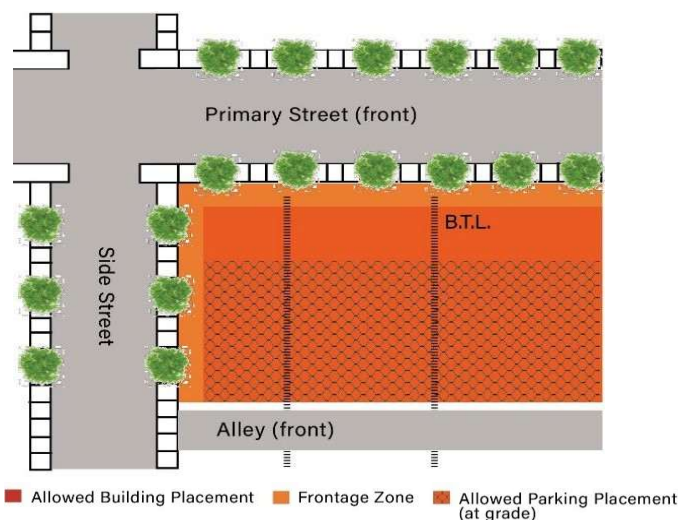 Primary Street (front)
B.T.L.
Side Street
Alley (front)
Allowed Building Placement
Frontage Zone
Allowed Parking Placement
(at grade)